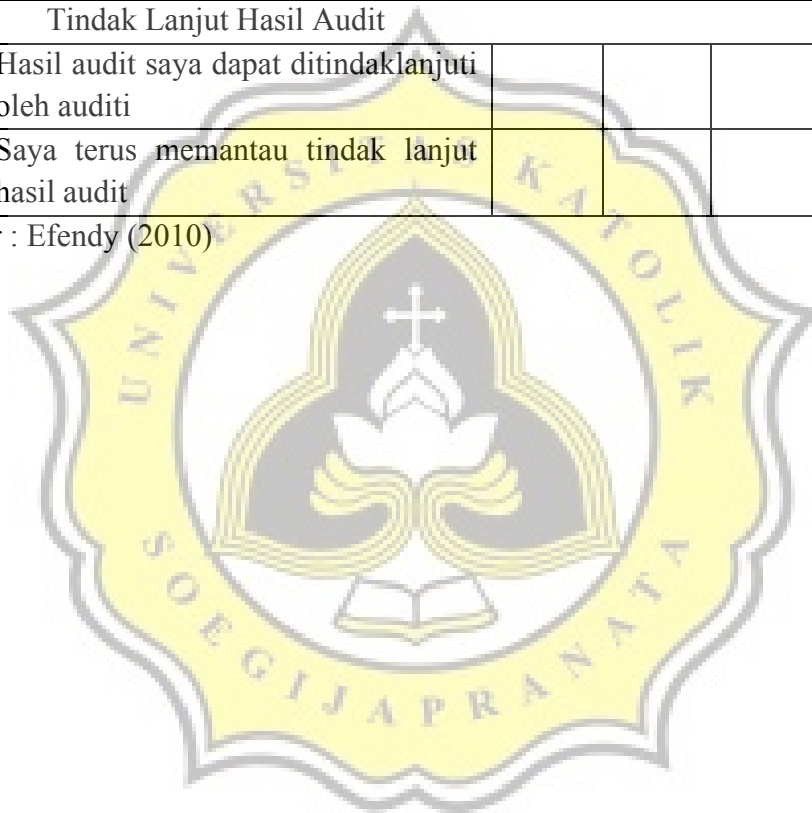 Tindak Lanjut Hasil Audit
Hasil audit saya dapat ditindaklanjuti
oleh auditi
Saya terus memantau tindak lanjut
hasil audit
: Efendy (2010)
UNIVERSITAS KATOLIK
SOEGIJAPRANATA